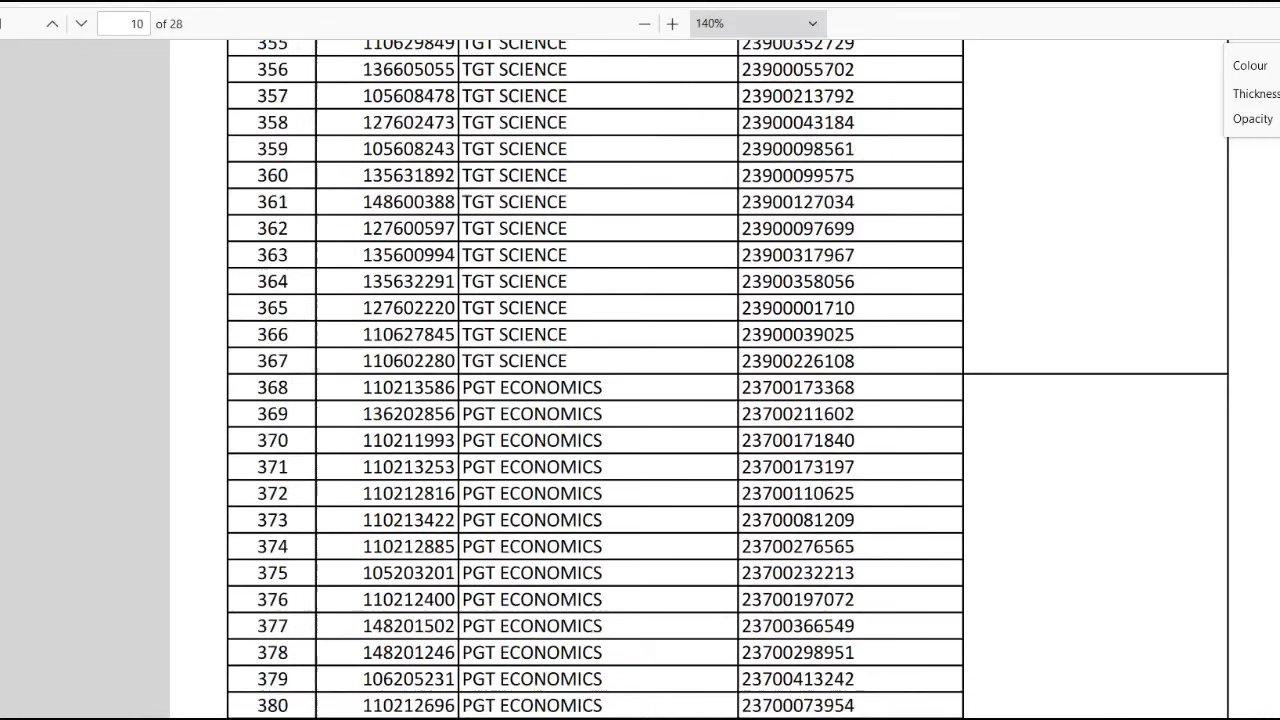 10 of 28 140%
355 110629849 TGT SCIENCE 23900352729
356 136605055 TGT SCIENCE 23900055702
357 105608478 TGT SCIENCE 23900213792
358 127602473 TGT SCIENCE 23900043184
359 105608243 TGT SCIENCE 23900098561
360 135631892 TGT SCIENCE 23900099575
361 148600388 TGT SCIENCE 23900127034
362 127600597 TGT SCIENCE 23900097699
363 135600994 TGT SCIENCE 23900317967
364 135632291 TGT SCIENCE 23900358056
365 127602220 TGT SCIENCE 23900001710
366 110627845 TGT SCIENCE 23900039025
367 110602280 TGT SCIENCE 23900226108
368 110213586 PGT ECONOMICS 23700173368
369 136202856 PGT ECONOMICS 23700211602
370 110211993 PGT ECONOMICS 23700171840
371 110213253 PGT ECONOMICS 23700173197
372 110212816 PGT ECONOMICS 23700110625
373 110213422 PGT ECONOMICS 23700081209
374 110212885 PGT ECONOMICS 23700276565
375 105203201 PGT ECONOMICS 23700232213
376 110212400 PGT ECONOMICS 23700197072
377 148201502 PGT ECONOMICS 23700366549
378 148201246 PGT ECONOMICS 23700298951
379 106205231 PGT ECONOMICS 23700413242
380 110212696 PGT ECONOMICS 23700073954
Colour
Thickness
Opacity